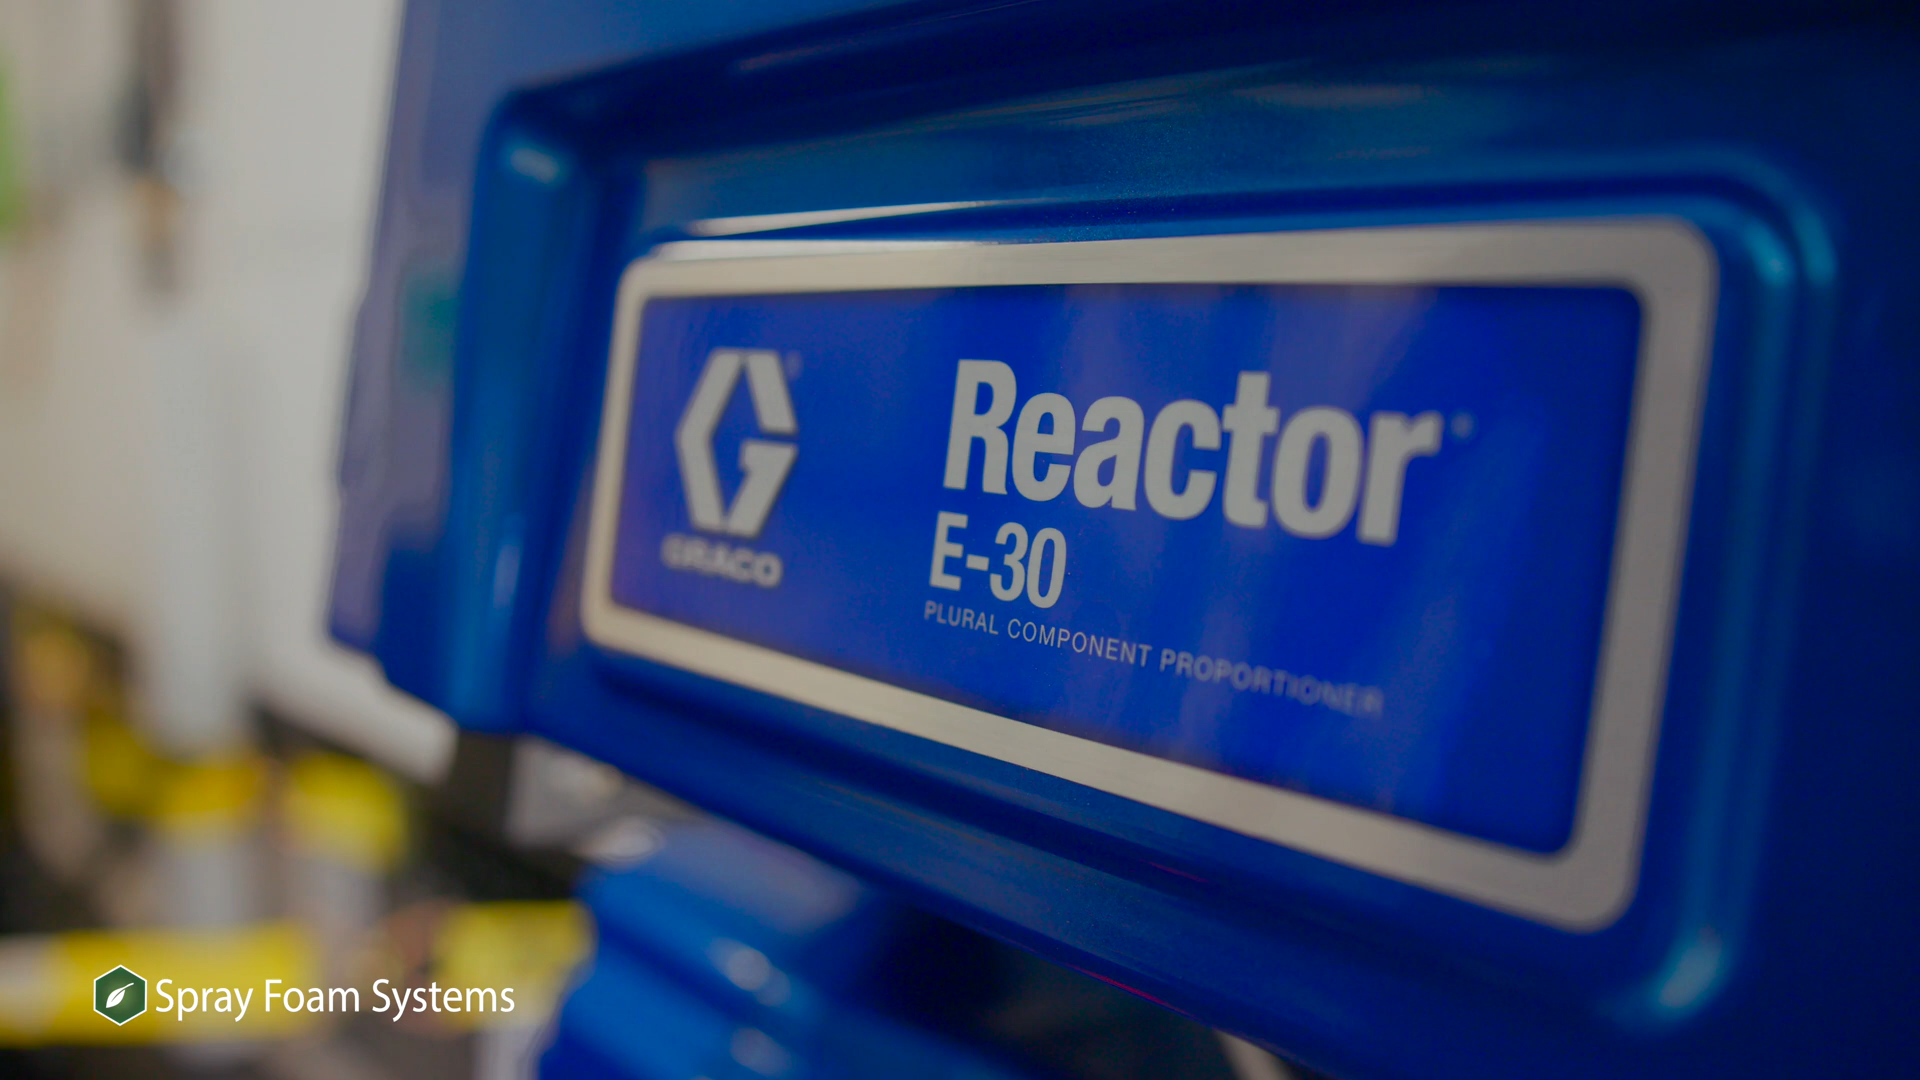 GRACO
Reactor
E-30
PLURAL COMPONENT PROPORTIONER
Spray Foam Systems